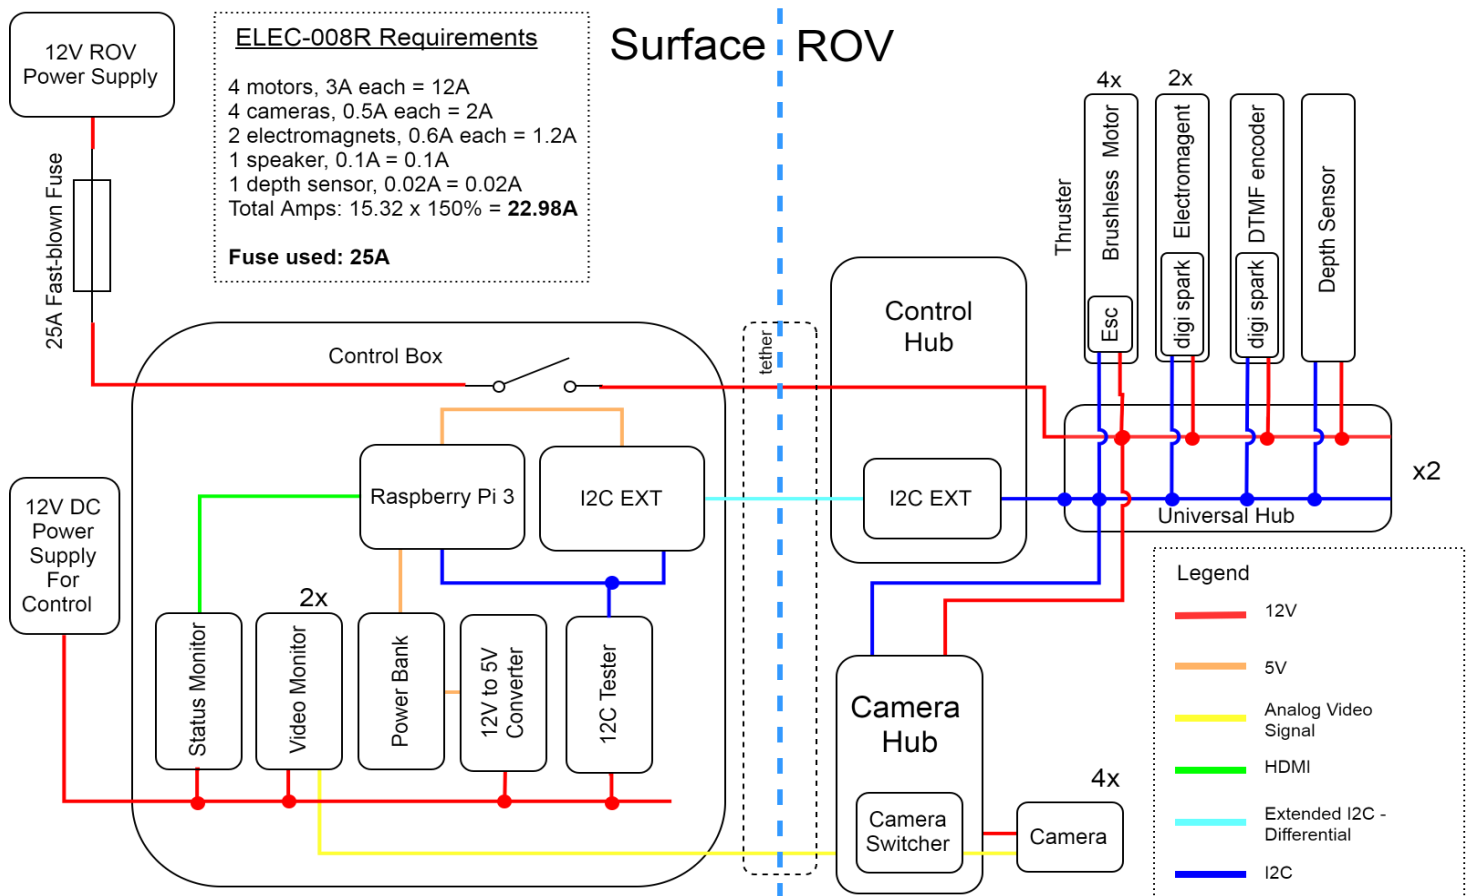 12V ROV
Power Supply
ELEC-008R Requirements
4 motors, 3A each = 12A
4 cameras, 0.5A each = 2A
2 electromagnets, 0.6A each = 1.2A
1 speaker, 0.1A = 0.1A
1 depth sensor, 0.02A = 0.02A
Total Amps: 15.32 x 150% = 22.98A
Fuse used: 25A
Surface
ROV
25A Fast-blown Fuse
Control Box
tether
Control
Hub
Thruster
4x
Brushless Motor
Esc
2x
Electromagent
digi spark
DTMF encoder
digi spark
Depth Sensor
x2
Universal Hub
Raspberry Pi 3
I2C EXT
I2C EXT
12V DC
Power
Supply
For
Control
Status Monitor
2x
Video Monitor
Power Bank
12V to 5V
Converter
12C Tester
Camera
Hub
Camera
Switcher
4x
Camera
Legend
12V
5V
Analog Video
Signal
HDMI
Extended I2C -
Differential
I2C